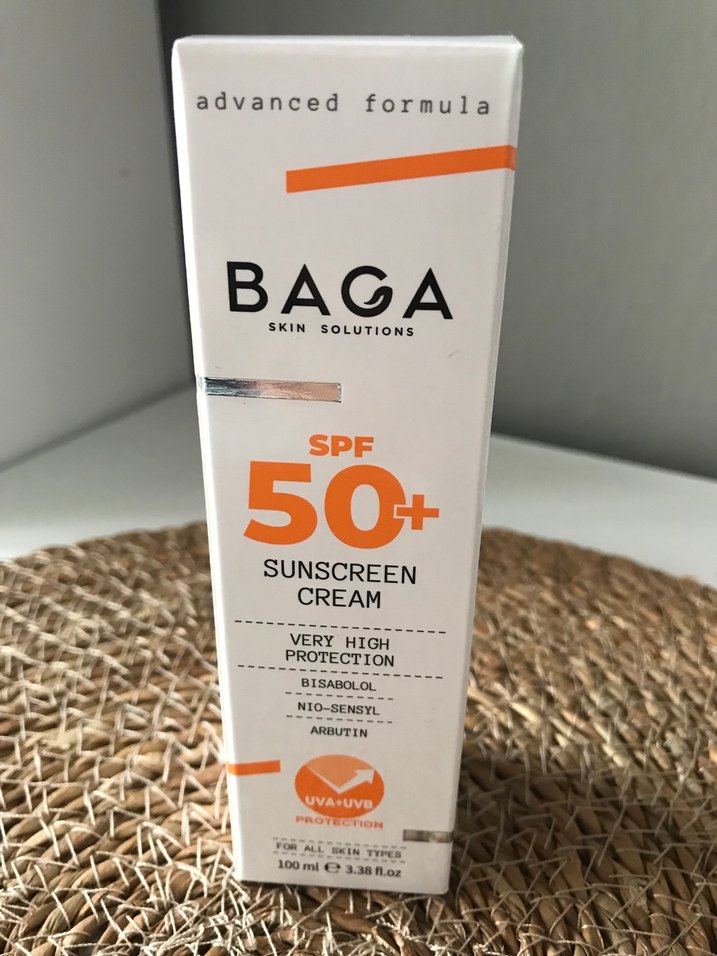 advanced formula
BAGA
SKIN SOLUTIONS
SPF
50+
SUNSCREEN
CREAM
VERY HIGH
PROTECTION
BISABOLOL
NIO-SENSYL
ARBUTIN
UVA+UVB
PROTECTION
FOR ALL SKIN TYPES
100 ml ℮ 3.38 fl.oz